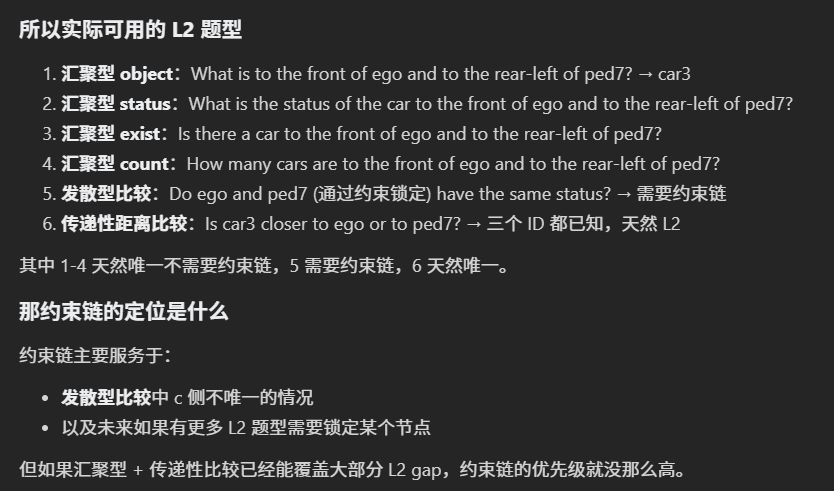 所以实际可用的 L2 题型
1. 汇聚型 object：What is to the front of ego and to the rear-left of ped7? → car3
2. 汇聚型 status：What is the status of the car to the front of ego and to the rear-left of ped7?
3. 汇聚型 exist：Is there a car to the front of ego and to the rear-left of ped7?
4. 汇聚型 count：How many cars are to the front of ego and to the rear-left of ped7?
5. 发散型比较：Do ego and ped7 (通过约束锁定) have the same status? → 需要约束链
6. 传递性距离比较：Is car3 closer to ego or to ped7? → 三个 ID 都已知，天然 L2
其中 1-4 天然唯一不需要约束链，5 需要约束链，6 天然唯一。
那约束链的定位是什么
约束链主要服务于：
• 发散型比较中 c 侧不唯一的情况
• 以及未来如果有更多 L2 题型需要锁定某个节点
但如果汇聚型 + 传递性比较已经能覆盖大部分 L2 gap，约束链的优先级就没那么高。